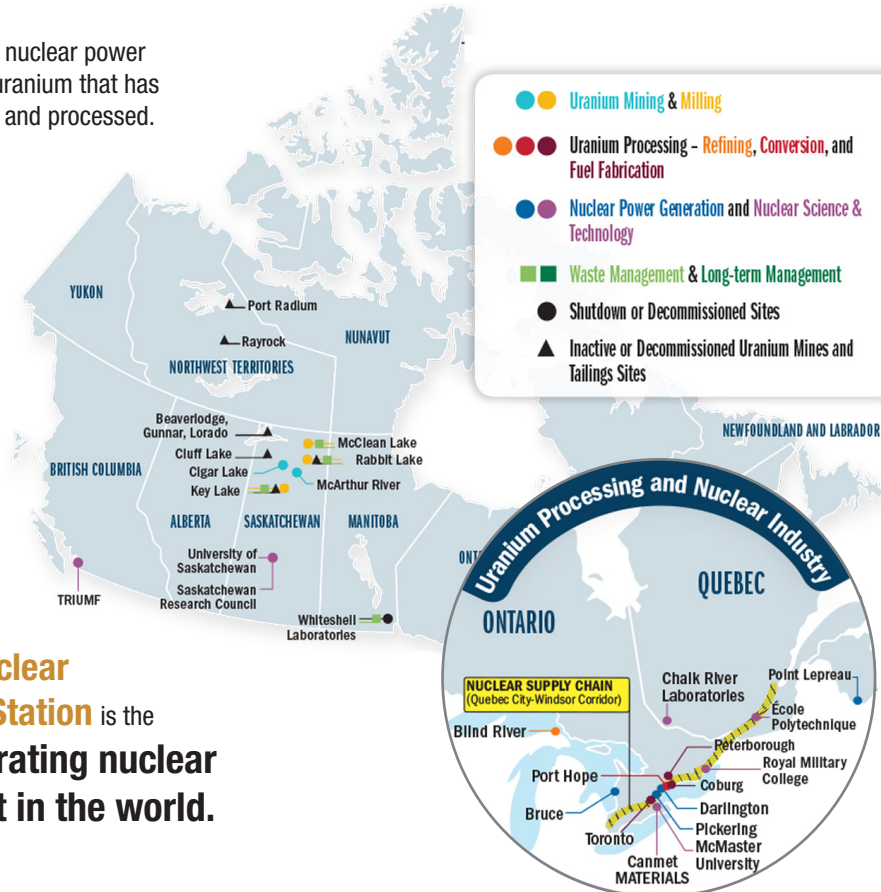 nuclear power
uranium that has
and processed.
Uranium Mining & Milling
Uranium Processing – Refining, Conversion, and
Fuel Fabrication
Nuclear Power Generation and Nuclear Science &
Technology
Waste Management & Long-term Management
Shutdown or Decommissioned Sites
Inactive or Decommissioned Uranium Mines and
Tailings Sites
YUKON
Port Radium
Rayrock
NUNAVUT
NORTHWEST TERRITORIES
NEWFOUNDLAND AND LABRADOR
Beaverlodge,
Gunnar, Lorado
McClean Lake
Cluff Lake
Rabbit Lake
BRITISH COLUMBIA
Cigar Lake
McArthur River
Key Lake
ALBERTA
SASKATCHEWAN
MANITOBA
ONT
University of
Saskatchewan
TRIUMF
Saskatchewan
Research Council
Whiteshell
Laboratories
Uranium Processing and Nuclear Industry
QUEBEC
ONTARIO
NUCLEAR SUPPLY CHAIN
(Quebec City-Windsor Corridor)
Chalk River
Laboratories
Point Lepreau
École
Polytechnique
Blind River
Peterborough
Royal Military
College
Port Hope
Coburg
Bruce
Darlington
Pickering
Toronto
McMaster
University
Canmet
MATERIALS
clear
Station is the
rating nuclear
t in the world.